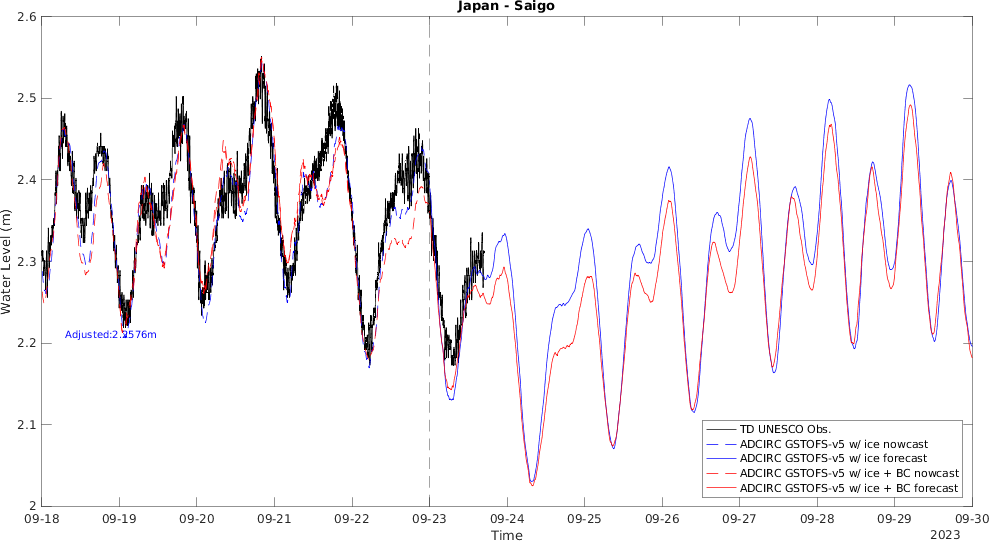 Japan - Saigo
2.6
2.5
2.4
2.3
2.2
2.1
2
Water Level (m)
Adjusted:2.2576m
TD UNESCO Obs.
ADCIRC GSTOFS-v5 w/ ice nowcast
ADCIRC GSTOFS-v5 w/ ice forecast
ADCIRC GSTOFS-v5 w/ ice + BC nowcast
ADCIRC GSTOFS-v5 w/ ice + BC forecast
09-18 09-19 09-20 09-21 09-22 09-23 09-24 09-25 09-26 09-27 09-28 09-29 09-30
Time
2023